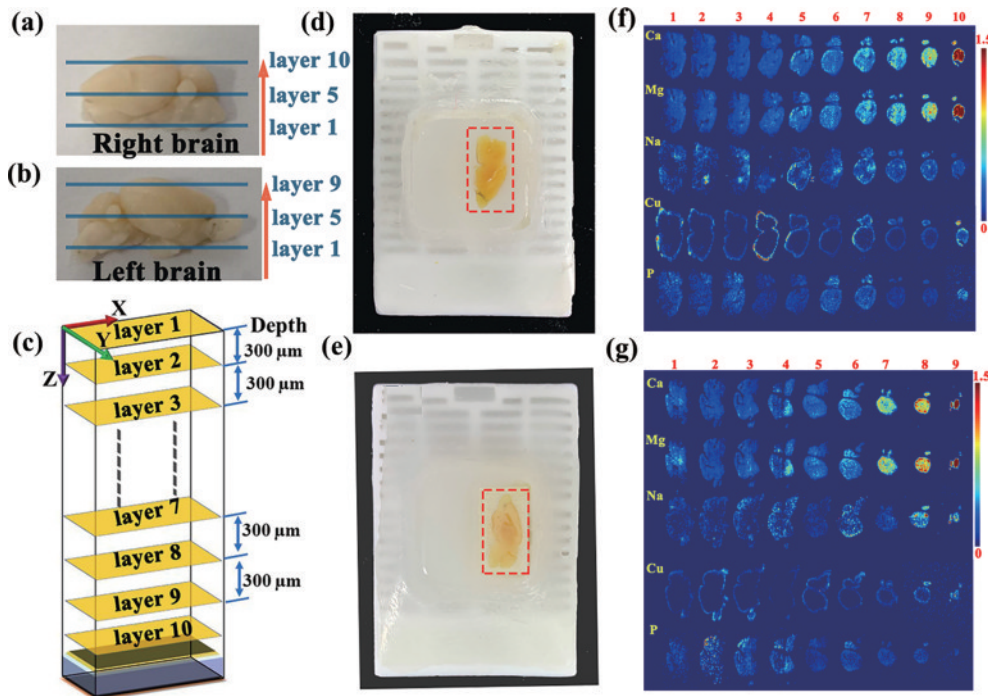 (a)
layer 10
layer 5
layer 1
Right brain
(b)
layer 9
layer 5
layer 1
Left brain
(c)
X
Y
Z
layer 1
Depth
300 µm
layer 2
300 µm
layer 3
layer 7
300 µm
layer 8
300 µm
layer 9
layer 10
(d)
(e)
(f)
1 2 3 4 5 6 7 8 9 10
Ca
Mg
Na
Cu
P
1.5
0
(g)
1 2 3 4 5 6 7 8 9
Ca
Mg
Na
Cu
P
1.5
0